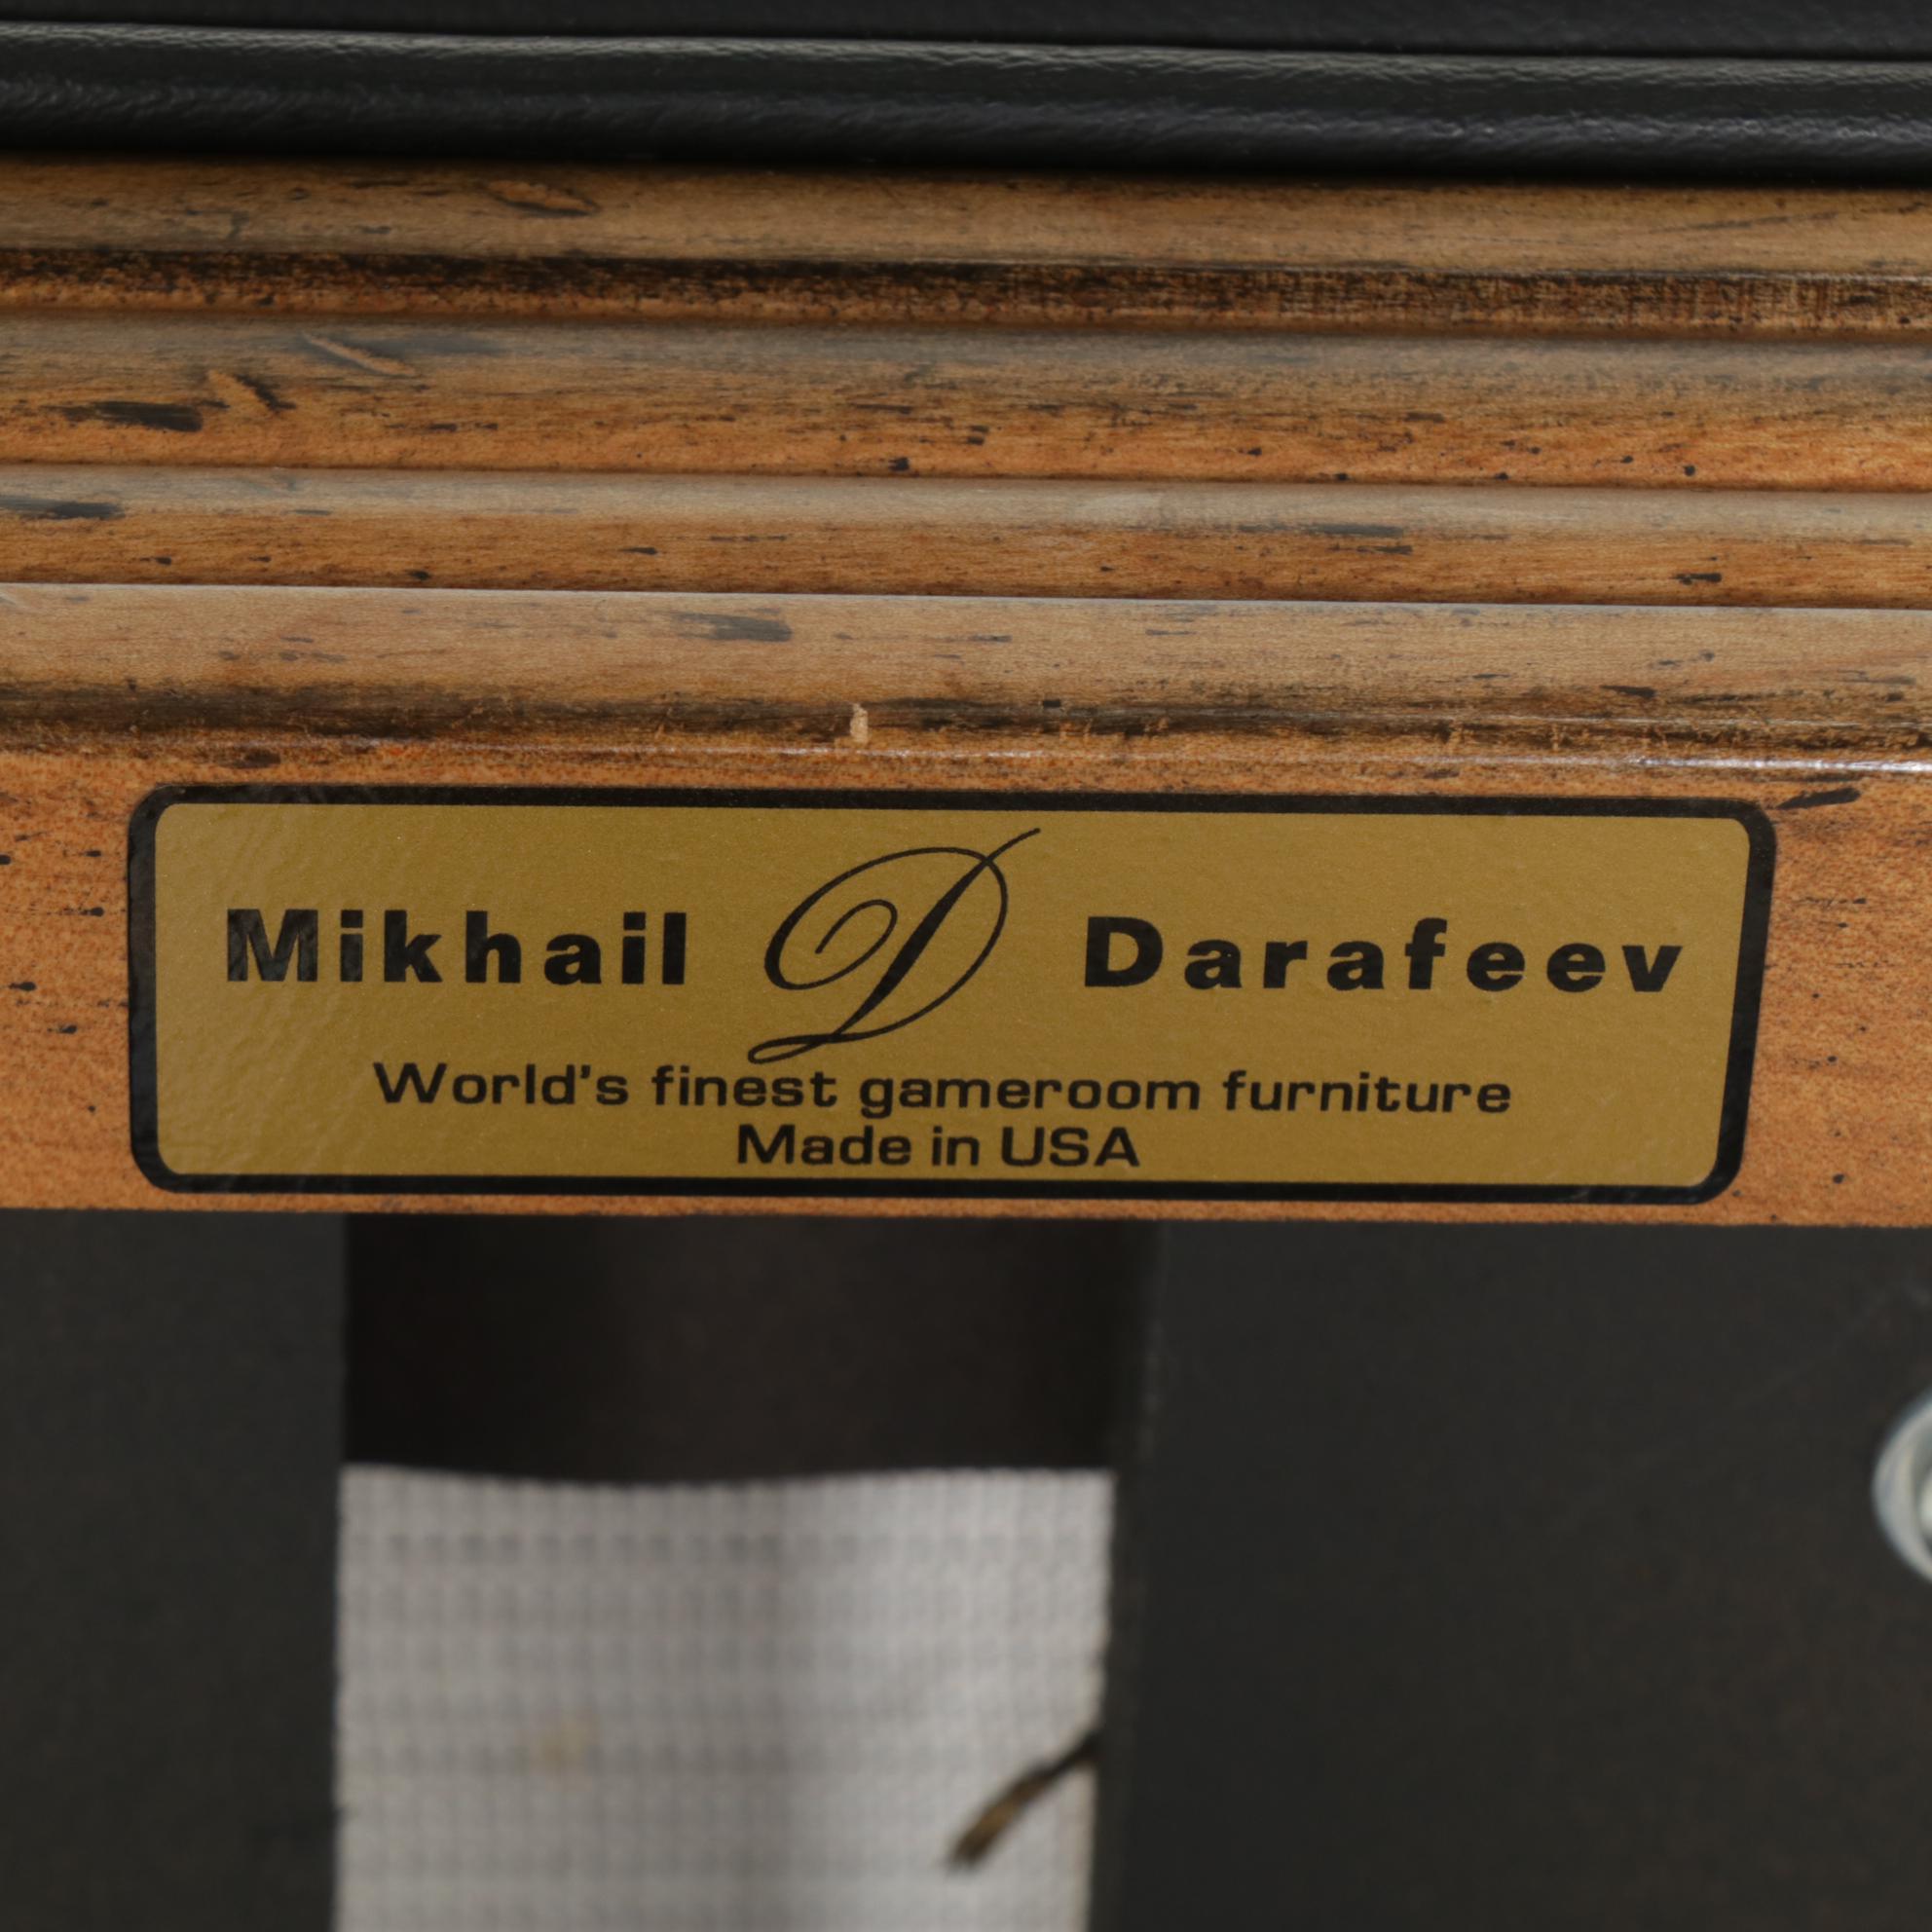 Mikhail D Darafeev
World's finest gameroom furniture
Made in USA